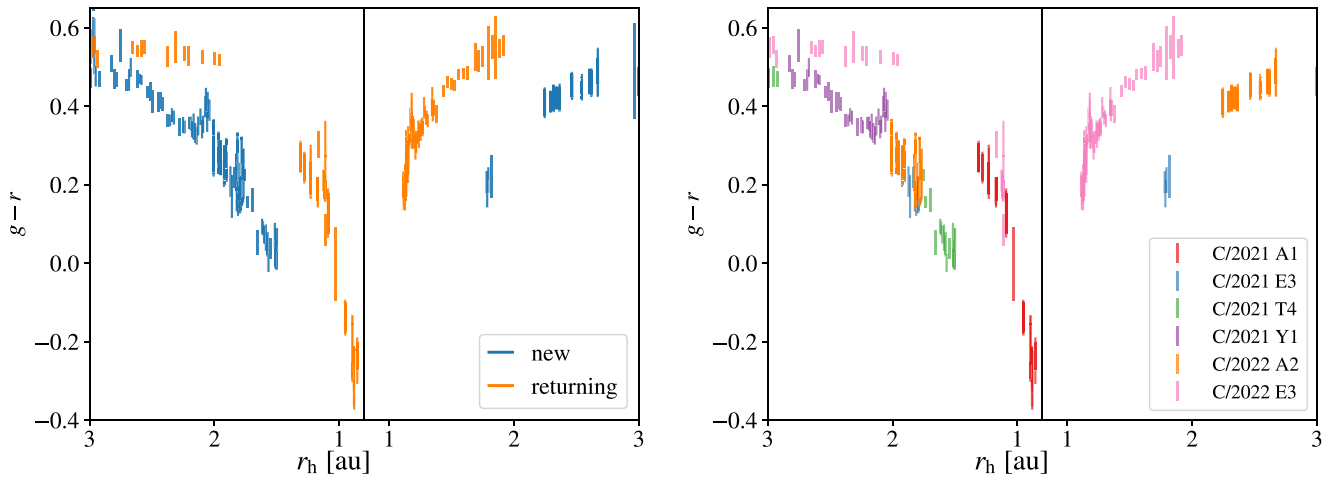 0.6
0.4
0.2
0.0
−0.2
−0.4
g − r
3 2 1 1 2 3
r_h [au]
new
returning
0.6
0.4
0.2
0.0
−0.2
−0.4
g − r
3 2 1 1 2 3
r_h [au]
C/2021 A1
C/2021 E3
C/2021 T4
C/2021 Y1
C/2022 A2
C/2022 E3